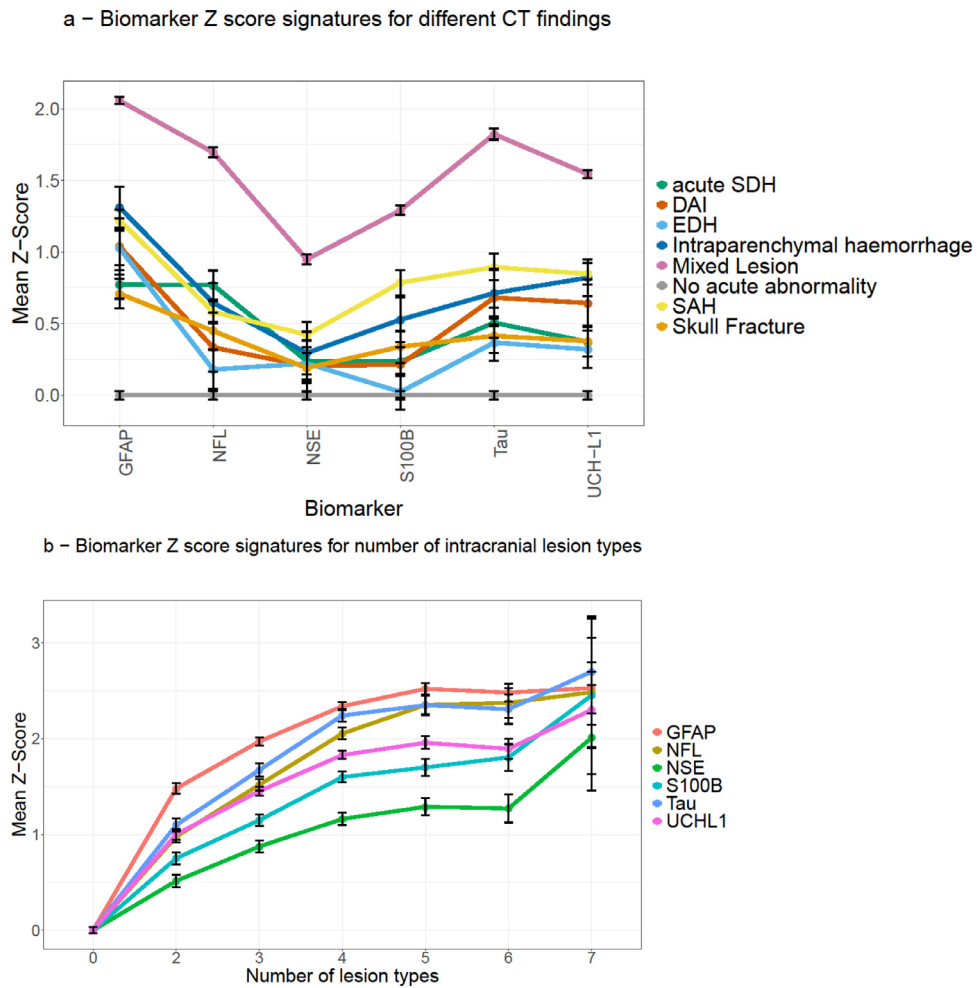 a – Biomarker Z score signatures for different CT findings
Mean Z−Score
2.0
1.5
1.0
0.5
0.0
GFAP
NFL
NSE
S100B
Tau
UCH−L1
Biomarker
acute SDH
DAI
EDH
Intraparenchymal haemorrhage
Mixed Lesion
No acute abnormality
SAH
Skull Fracture
b − Biomarker Z score signatures for number of intracranial lesion types
Mean Z−Score
3
2
1
0
0 2 3 4 5 6 7
Number of lesion types
GFAP
NFL
NSE
S100B
Tau
UCHL1